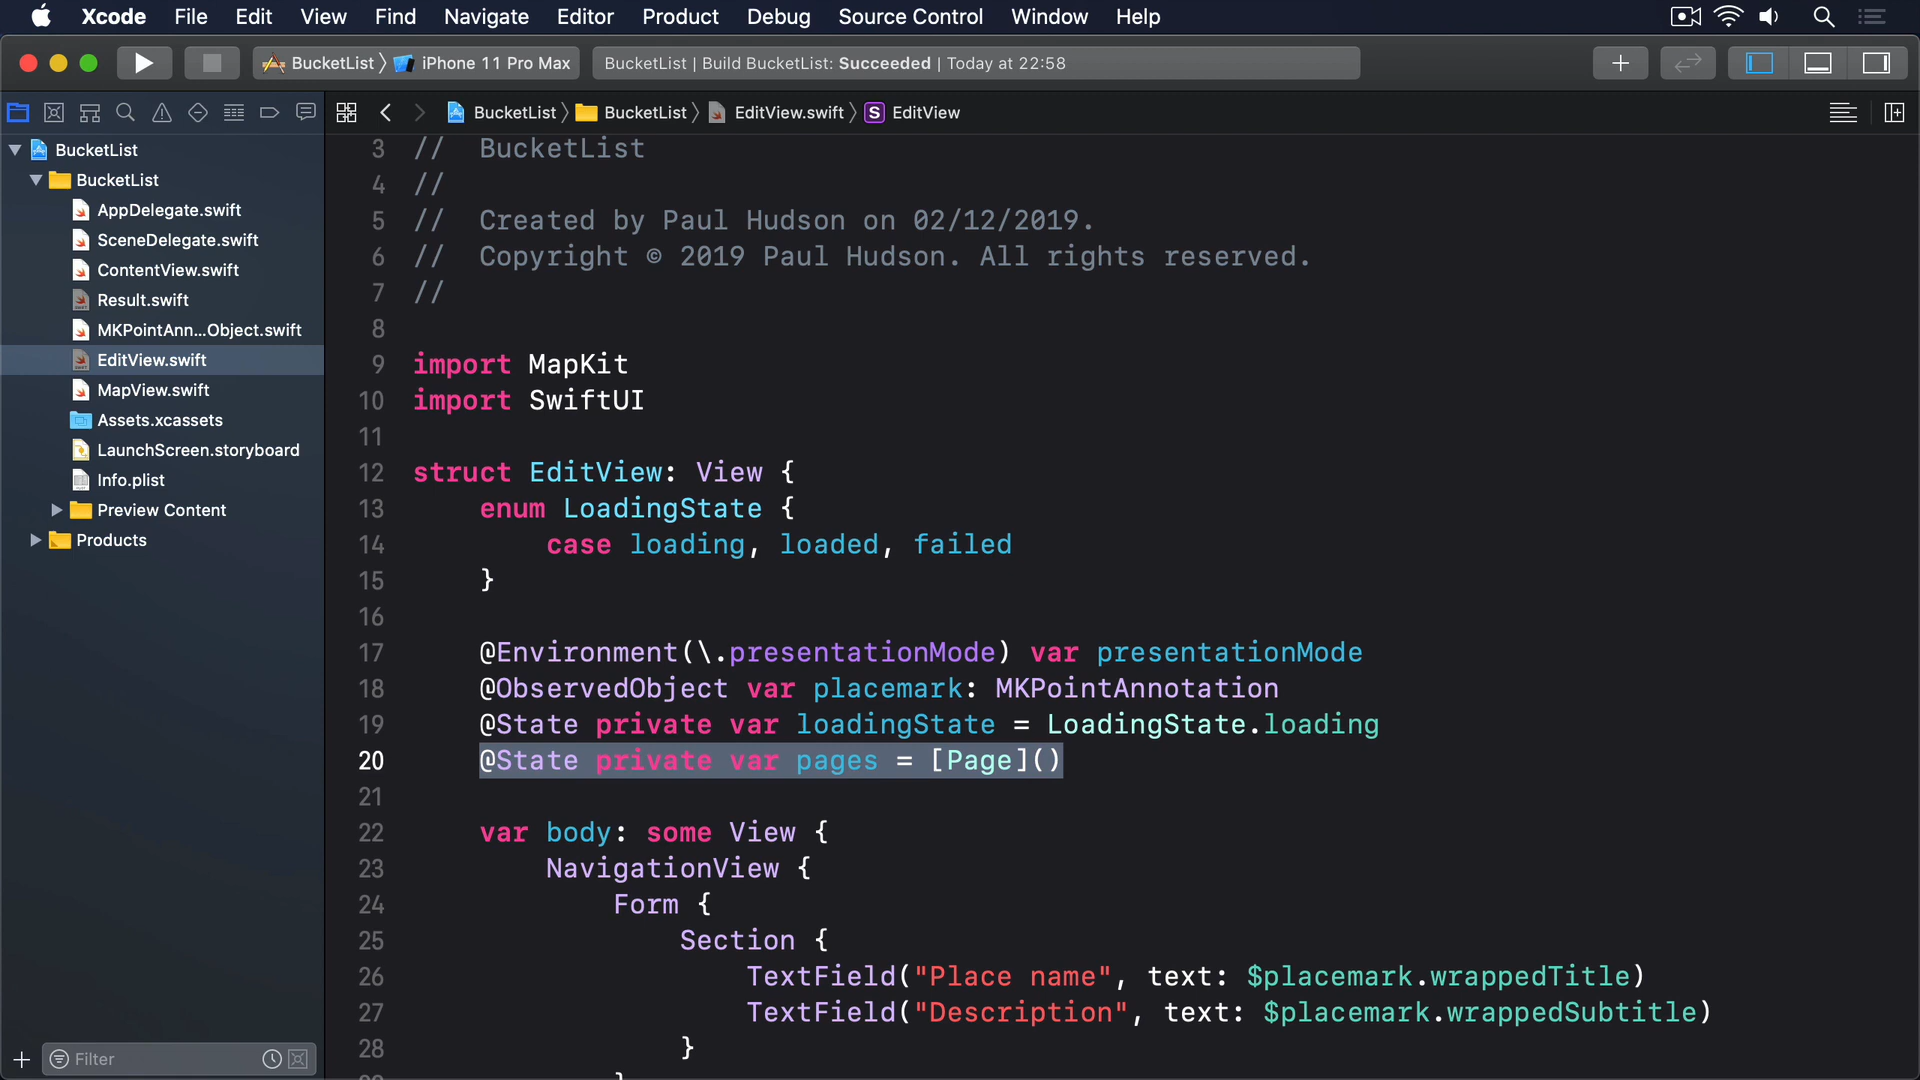 Xcode File Edit View Find Navigate Editor Product Debug Source Control Window Help
BucketList iPhone 11 Pro Max BucketList | Build BucketList: Succeeded | Today at 22:58
BucketList BucketList EditView.swift S EditView
BucketList
BucketList
AppDelegate.swift
SceneDelegate.swift
ContentView.swift
Result.swift
MKPointAnn...Object.swift
EditView.swift
MapView.swift
Assets.xcassets
LaunchScreen.storyboard
Info.plist
Preview Content
Products
Filter
3 // BucketList
4 //
5 // Created by Paul Hudson on 02/12/2019.
6 // Copyright © 2019 Paul Hudson. All rights reserved.
7 //
8
9 import MapKit
10 import SwiftUI
11
12 struct EditView: View {
13 enum LoadingState {
14 case loading, loaded, failed
15 }
16
17 @Environment(\.presentationMode) var presentationMode
18 @ObservedObject var placemark: MKPointAnnotation
19 @State private var loadingState = LoadingState.loading
20 @State private var pages = [Page]()
21
22 var body: some View {
23 NavigationView {
24 Form {
25 Section {
26 TextField("Place name", text: $placemark.wrappedTitle)
27 TextField("Description", text: $placemark.wrappedSubtitle)
28 }